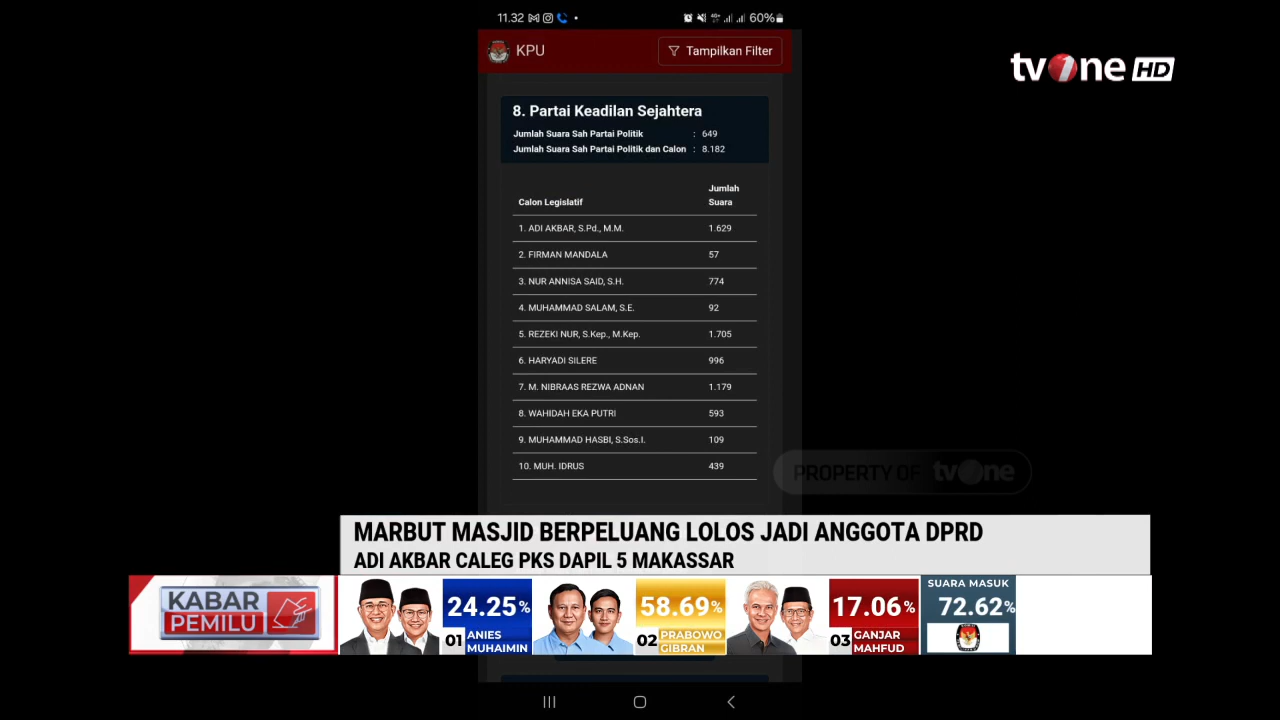 11.32
4G+
60%
KPU
Tampilkan Filter
tvOne HD
8. Partai Keadilan Sejahtera
Jumlah Suara Sah Partai Politik : 649
Jumlah Suara Sah Partai Politik dan Calon : 8.182
Calon Legislatif Jumlah Suara
1. ADI AKBAR, S.Pd., M.M. 1.629
2. FIRMAN MANDALA 57
3. NUR ANNISA SAID, S.H. 774
4. MUHAMMAD SALAM, S.E. 92
5. REZEKI NUR, S.Kep., M.Kep. 1.705
6. HARYADI SILERE 996
7. M. NIBRAAS REZWA ADNAN 1.179
8. WAHIDAH EKA PUTRI 593
9. MUHAMMAD HASBI, S.Sos.I. 109
10. MUH. IDRUS 439
PROPERTY OF tvOne
MARBUT MASJID BERPELUANG LOLOS JADI ANGGOTA DPRD
ADI AKBAR CALEG PKS DAPIL 5 MAKASSAR
KABAR
PEMILU
24.25%
01 ANIES
MUHAIMIN
58.69%
02 PRABOWO
GIBRAN
17.06%
03 GANJAR
MAHFUD
SUARA MASUK
72.62%